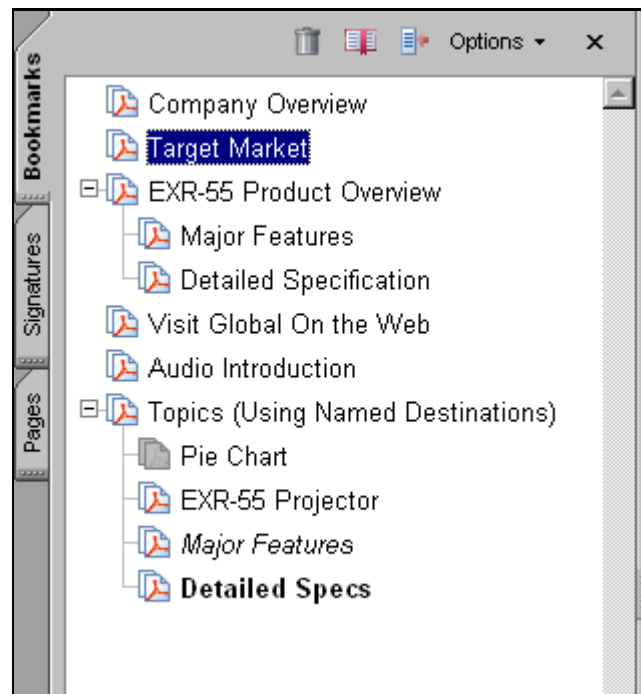 Options
Bookmarks
Signatures
Pages
Company Overview
Target Market
EXR-55 Product Overview
Major Features
Detailed Specification
Visit Global On the Web
Audio Introduction
Topics (Using Named Destinations)
Pie Chart
EXR-55 Projector
Major Features
Detailed Specs